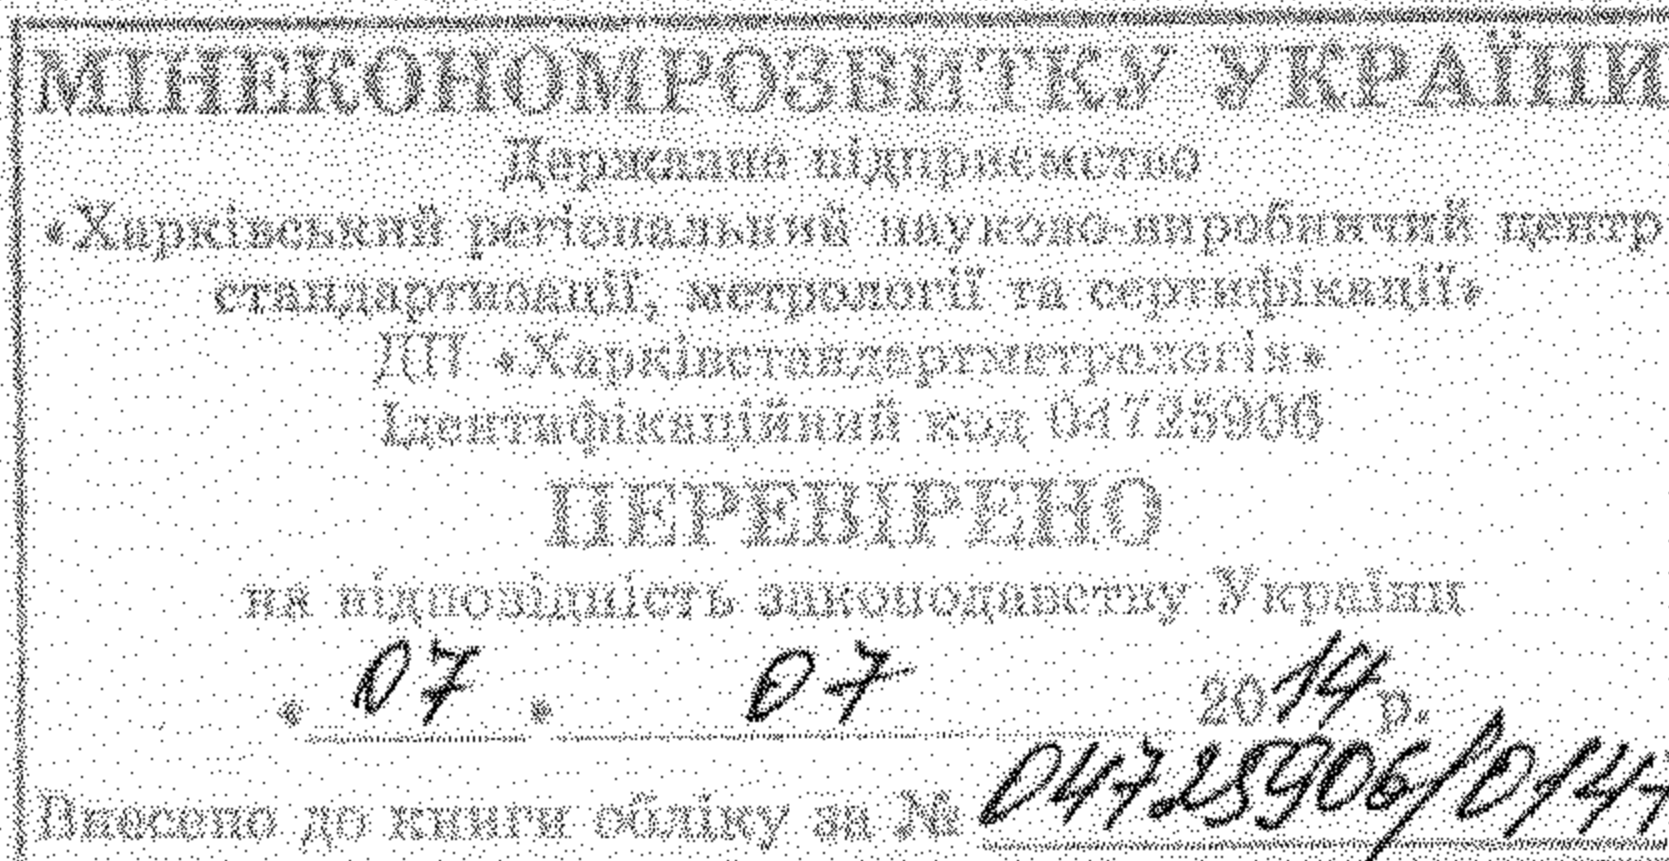 МІНЕКОНОМРОЗВИТКУ УКРАЇНИ
Державне підприємство
«Харківський регіональний науково-виробничий центр
стандартизації, метрології та сертифікації»
ДП «Харківстандартметрологія»
Ідентифікаційний код 04725906
ПЕРЕВІРЕНО
на відповідність законодавству України
« 07 » 07 2014 р.
Внесено до книги обліку за № 04725906/0147